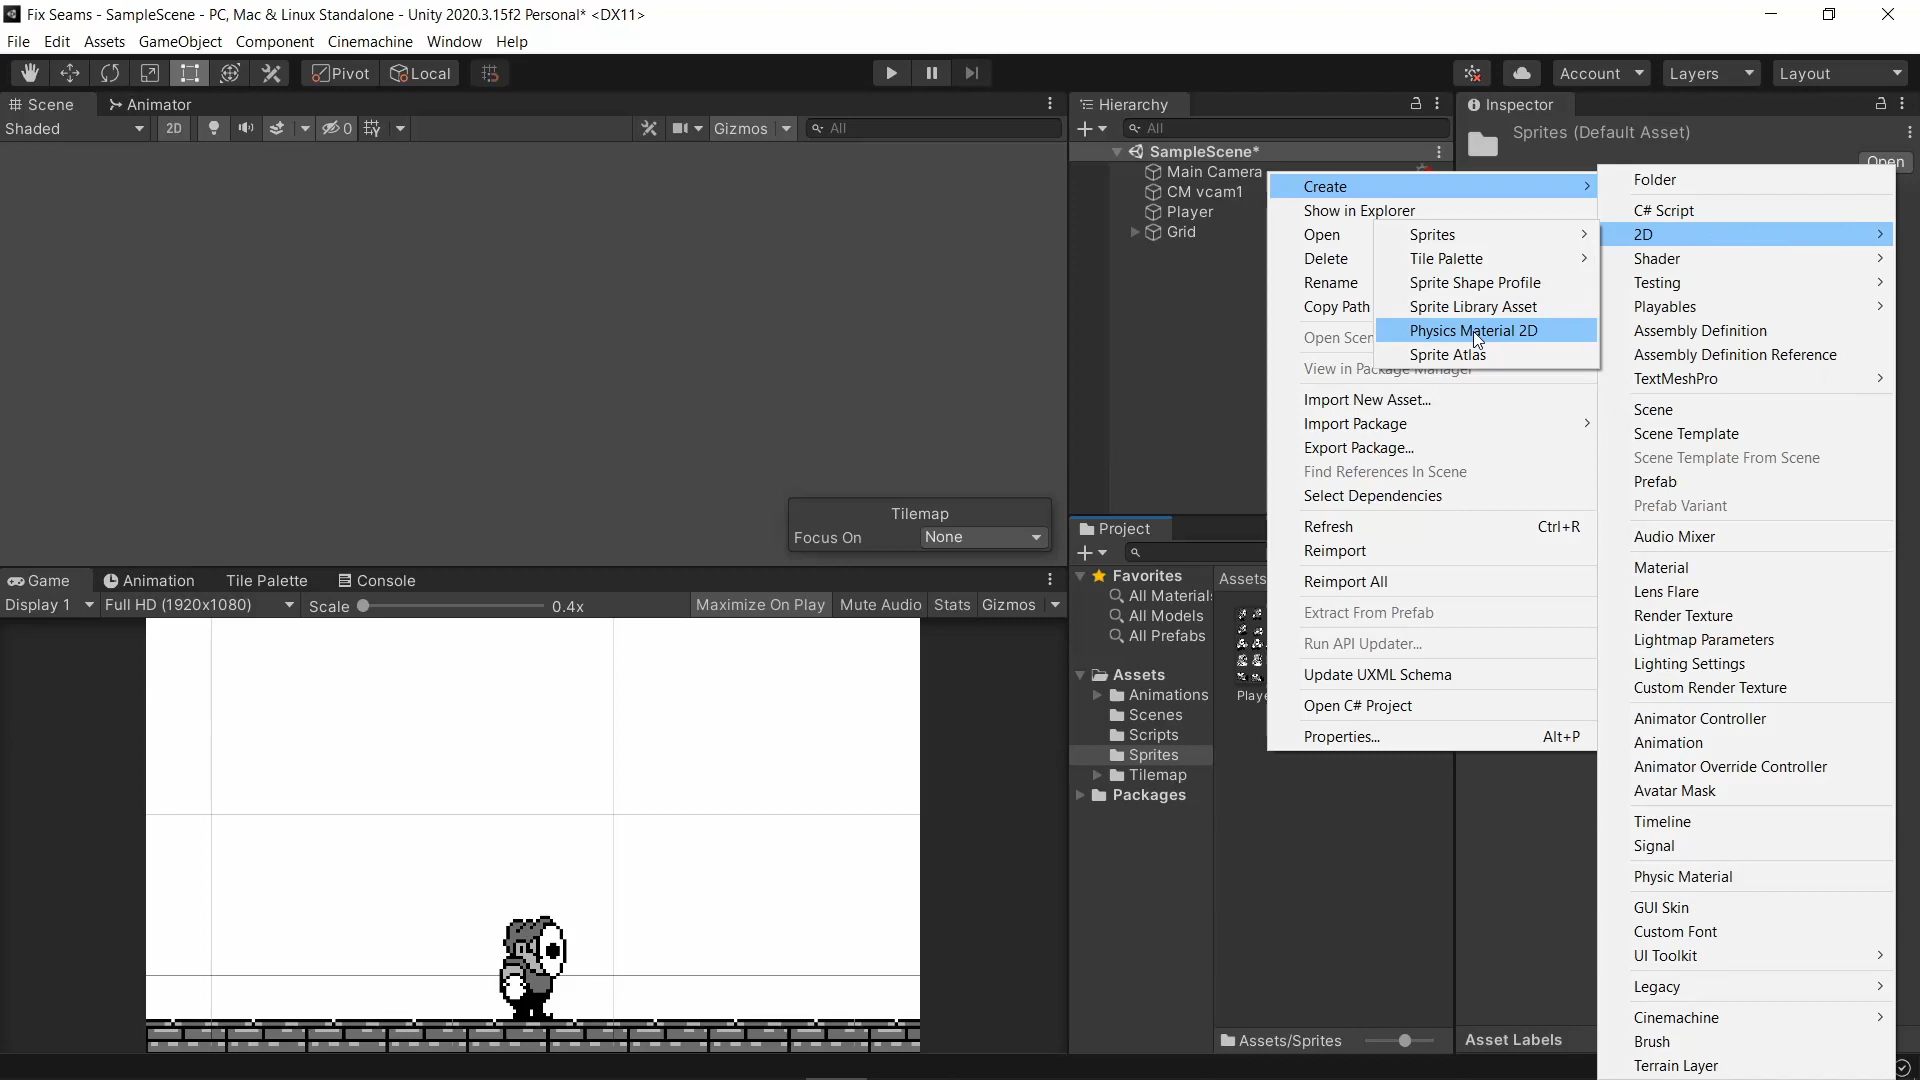 Fix Seams - SampleScene - PC, Mac & Linux Standalone - Unity 2020.3.15f2 Personal* <DX11>
File Edit Assets GameObject Component Cinemachine Window Help
Pivot Local Account Layers Layout
Scene Animator
Shaded 2D 0 Gizmos All
Tilemap
Focus On None
Game Animation Tile Palette Console
Display 1 Full HD (1920x1080) Scale 0.4x Maximize On Play Mute Audio Stats Gizmos
Hierarchy
All
SampleScene*
Main Camera
CM vcam1
Player
Grid
Project
Favorites
All Materials
All Models
All Prefabs
Assets
Animations
Scenes
Scripts
Sprites
Tilemap
Packages
Assets
Playe
Assets/Sprites
Inspector
Sprites (Default Asset)
Open
Asset Labels
Create
Show in Explorer
Open
Delete
Rename
Copy Path
Open Scen
View in Package Manager
Import New Asset...
Import Package
Export Package...
Find References In Scene
Select Dependencies
Refresh Ctrl+R
Reimport
Reimport All
Extract From Prefab
Run API Updater...
Update UXML Schema
Open C# Project
Properties... Alt+P
Sprites
Tile Palette
Sprite Shape Profile
Sprite Library Asset
Physics Material 2D
Sprite Atlas
Folder
C# Script
2D
Shader
Testing
Playables
Assembly Definition
Assembly Definition Reference
TextMeshPro
Scene
Scene Template
Scene Template From Scene
Prefab
Prefab Variant
Audio Mixer
Material
Lens Flare
Render Texture
Lightmap Parameters
Lighting Settings
Custom Render Texture
Animator Controller
Animation
Animator Override Controller
Avatar Mask
Timeline
Signal
Physic Material
GUI Skin
Custom Font
UI Toolkit
Legacy
Cinemachine
Brush
Terrain Layer